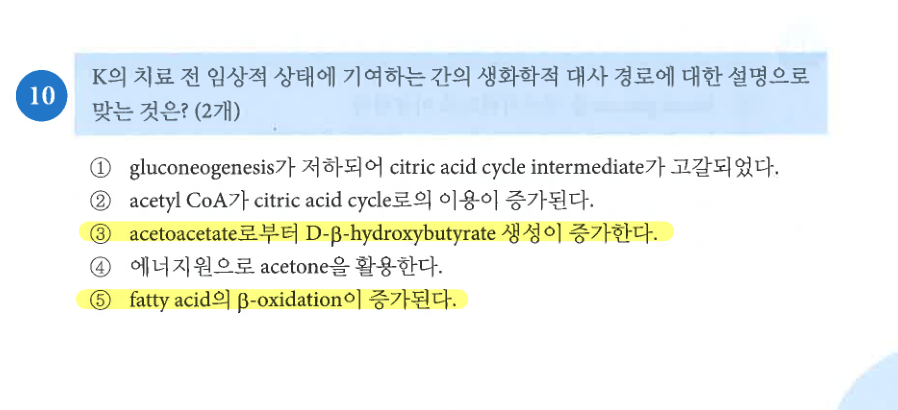 10
K의 치료 전 임상적 상태에 기여하는 간의 생화학적 대사 경로에 대한 설명으로
맞는 것은? (2개)
① gluconeogenesis가 저하되어 citric acid cycle intermediate가 고갈되었다.
② acetyl CoA가 citric acid cycle로의 이용이 증가된다.
③ acetoacetate로부터 D-β-hydroxybutyrate 생성이 증가한다.
④ 에너지원으로 acetone을 활용한다.
⑤ fatty acid의 β-oxidation이 증가된다.